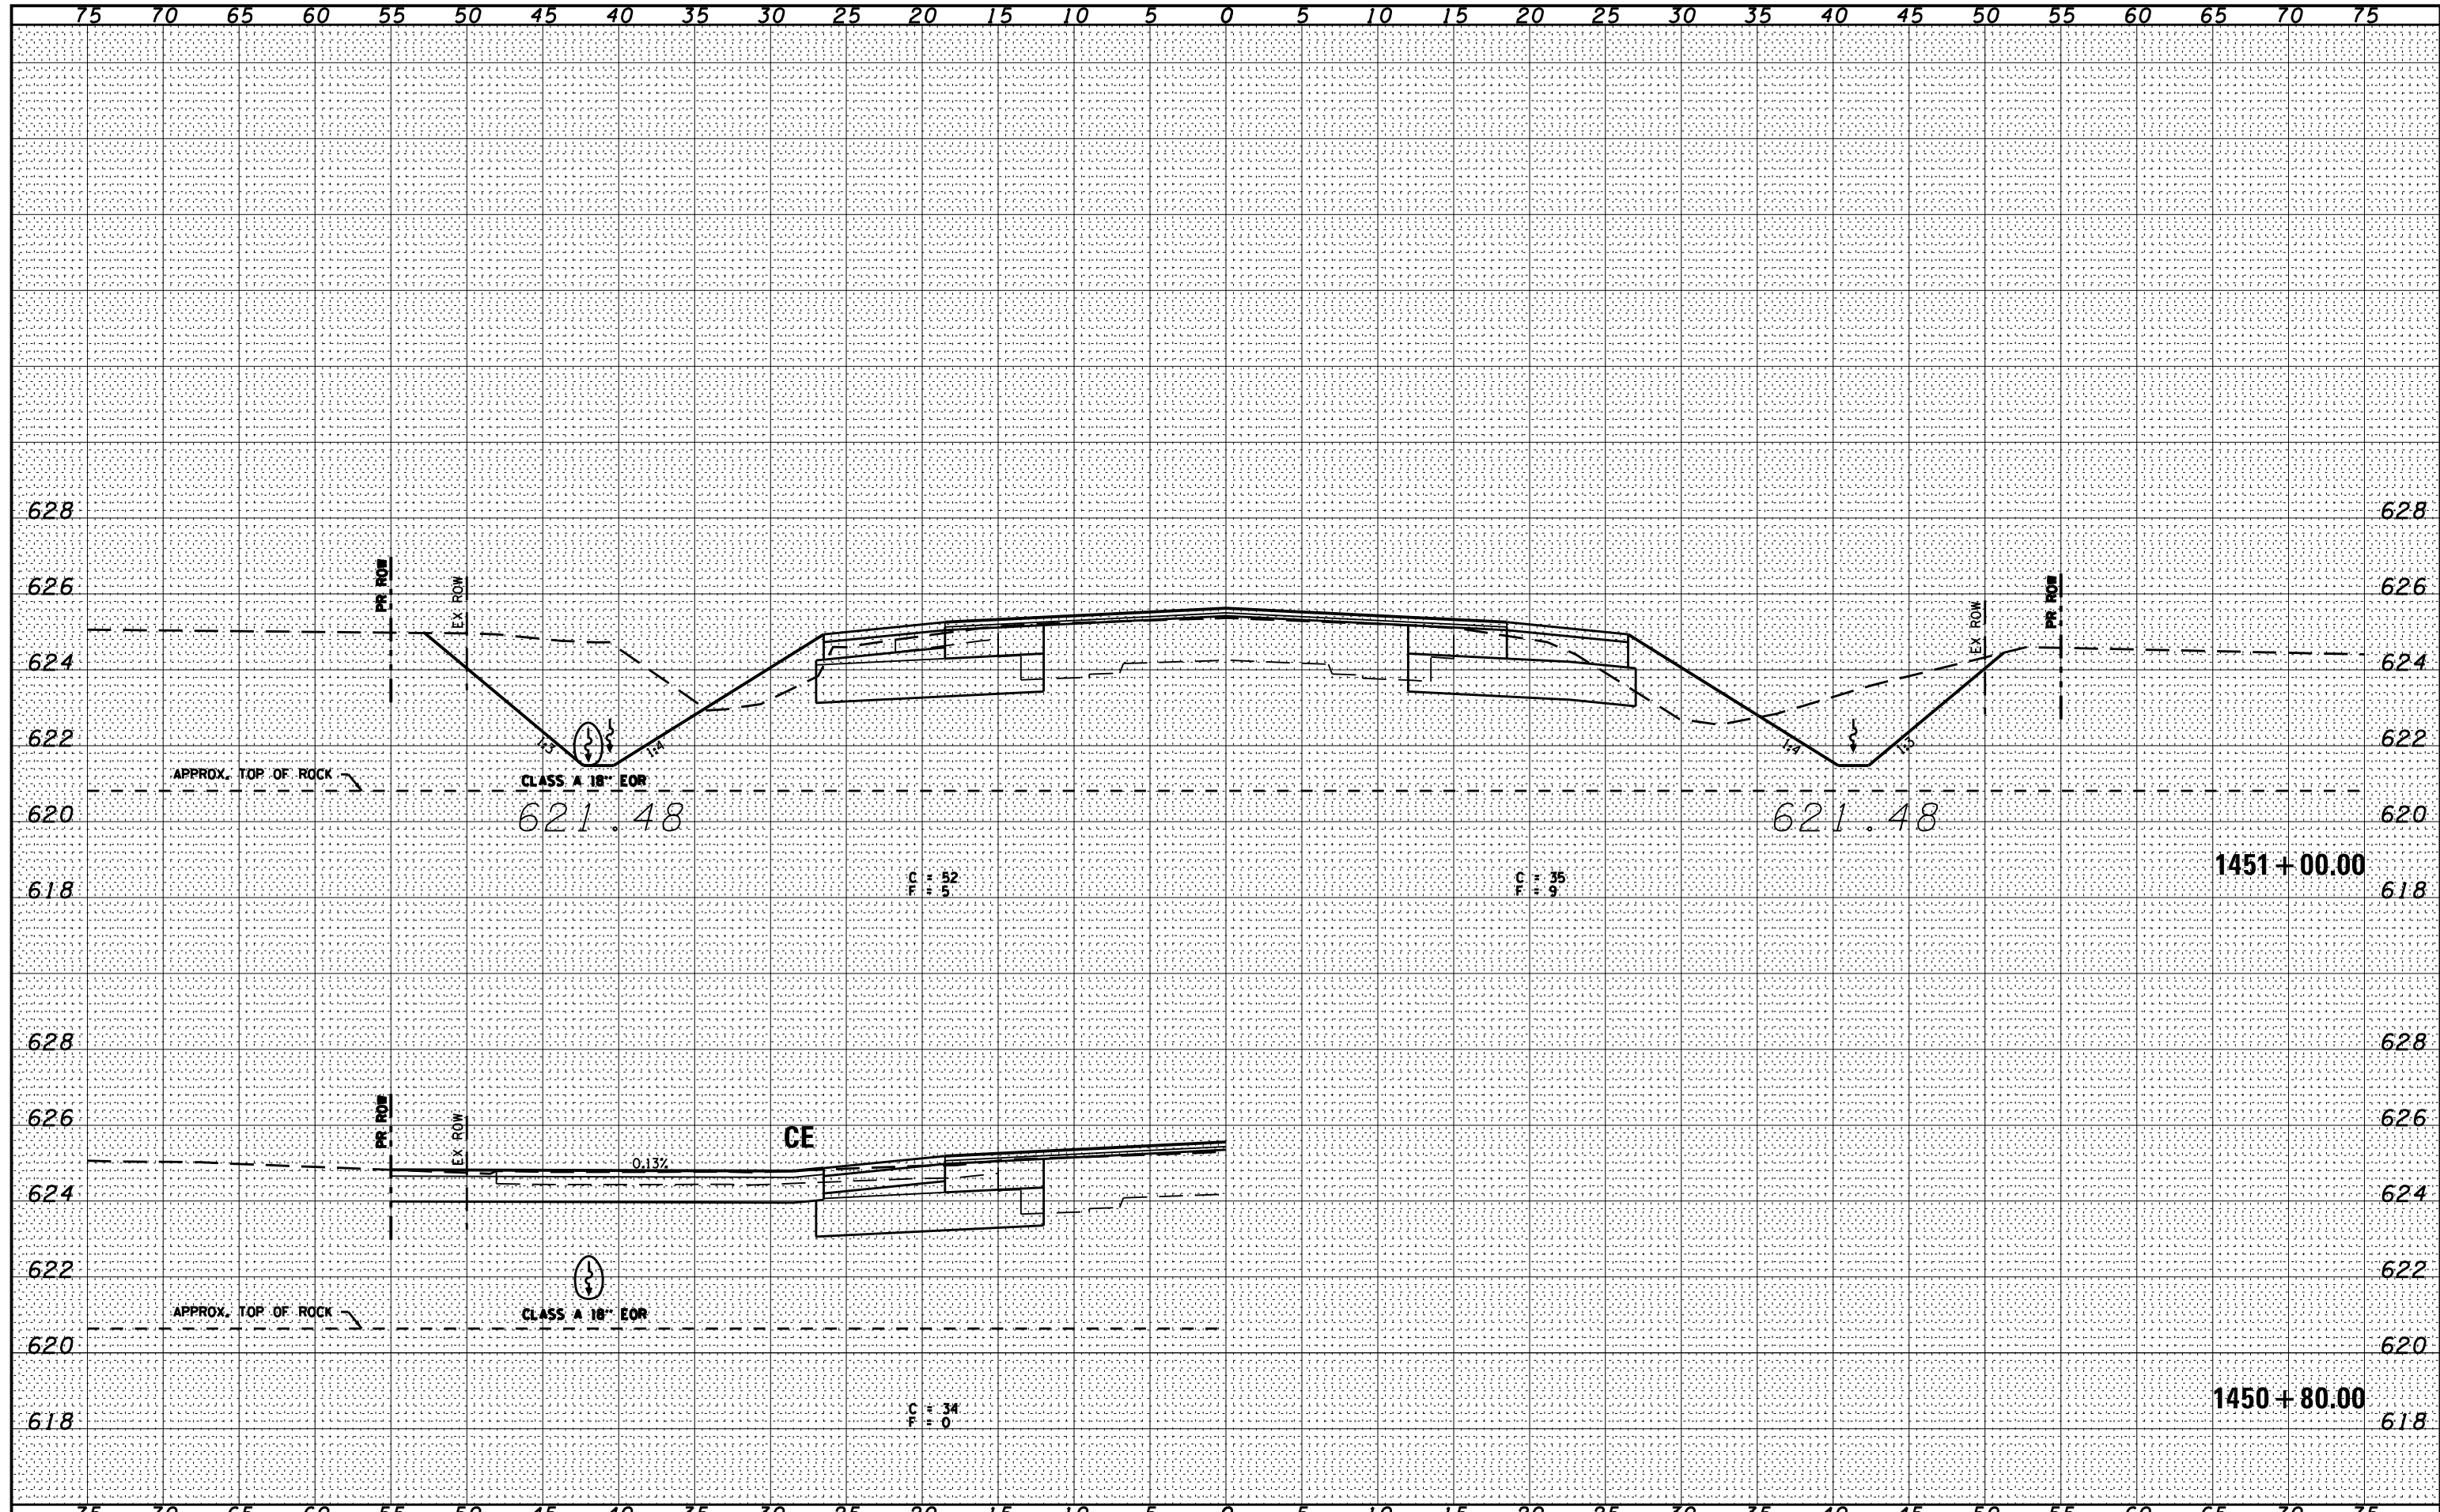 75 70 65 60 55 50 45 40 35 30 25 20 15 10 5 0 5 10 15 20 25 30 35 40 45 50 55 60 65 70 75
628 628
PR ROW
EX ROW
EX ROW
PR ROW
626 626
624 624
1:3
1:4
1:4
1:3
622 622
APPROX. TOP OF ROCK
CLASS A 18" EOR
621.48 621.48
620 620
1451+00.00
C = 52
F = 5
C = 35
F = 9
618 618
628 628
PR ROW
EX ROW
626 626
CE
0.13%
624 624
622 622
APPROX. TOP OF ROCK
CLASS A 18" EOR
620 620
1450+80.00
C = 34
F = 0
618 618
75 70 65 60 55 50 45 40 35 30 25 20 15 10 5 0 5 10 15 20 25 30 35 40 45 50 55 60 65 70 75